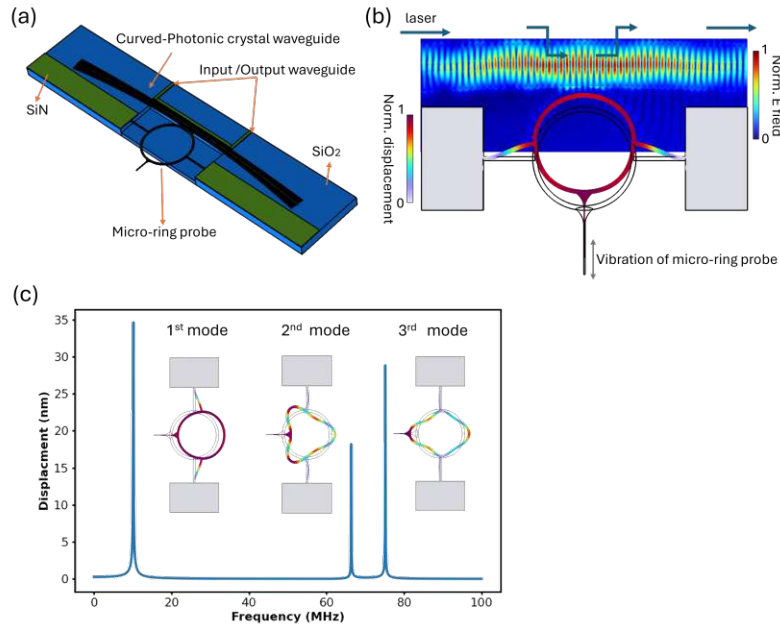 (a)
Curved-Photonic crystal waveguide
Input /Output waveguide
SiN
SiO₂
Micro-ring probe
(b)
laser
Norm. displacement
1
0
1
Norm. E field
0
Vibration of micro-ring probe
(c)
1st mode
2nd mode
3rd mode
Displacment (nm)
35
30
25
20
15
10
5
0
0
20
40
60
80
100
Frequency (MHz)